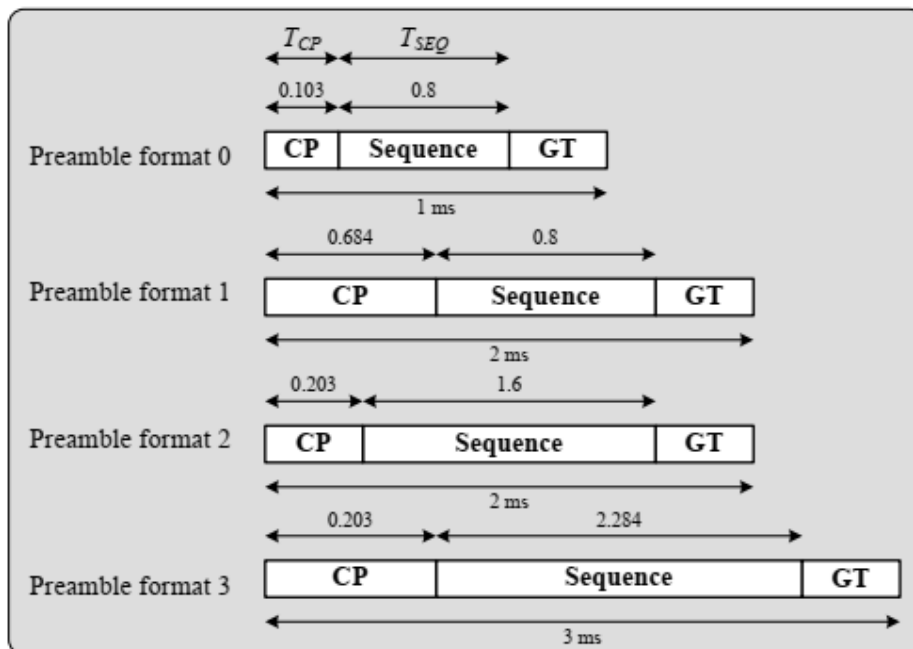 T_CP T_SEQ
0.103 0.8
Preamble format 0 CP Sequence GT
1 ms
0.684 0.8
Preamble format 1 CP Sequence GT
2 ms
0.203 1.6
Preamble format 2 CP Sequence GT
2 ms
0.203 2.284
Preamble format 3 CP Sequence GT
3 ms